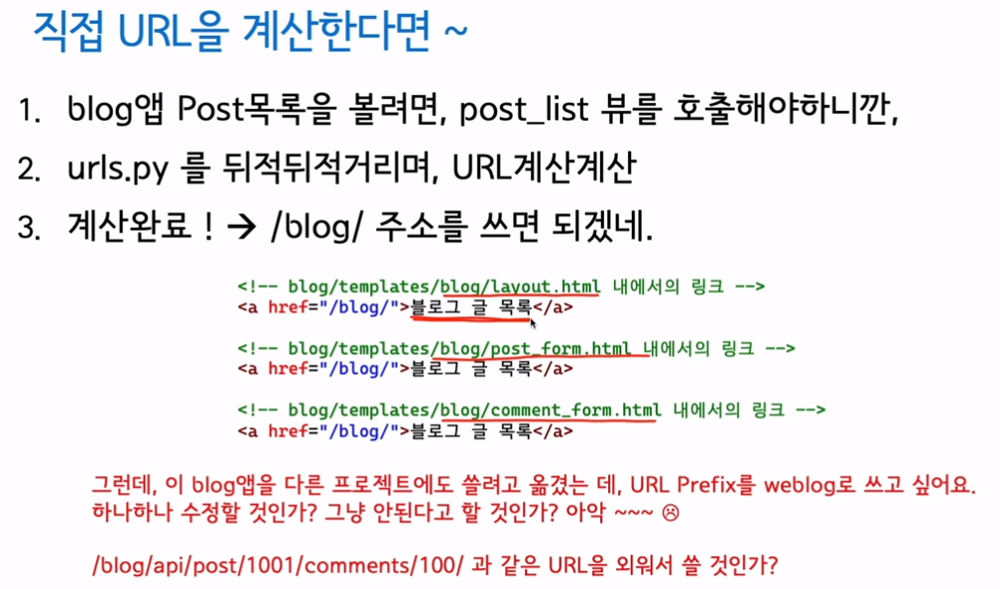 직접 URL을 계산한다면 ~
1. blog앱 Post목록을 볼려면, post_list 뷰를 호출해야하니깐,
2. urls.py 를 뒤적뒤적거리며, URL계산계산
3. 계산완료 ! → /blog/ 주소를 쓰면 되겠네.
<!-- blog/templates/blog/layout.html 내에서의 링크 -->
<a href="/blog/">블로그 글 목록</a>
<!-- blog/templates/blog/post_form.html 내에서의 링크 -->
<a href="/blog/">블로그 글 목록</a>
<!-- blog/templates/blog/comment_form.html 내에서의 링크 -->
<a href="/blog/">블로그 글 목록</a>
그런데, 이 blog앱을 다른 프로젝트에도 쓸려고 옮겼는 데, URL Prefix를 weblog로 쓰고 싶어요.
하나하나 수정할 것인가? 그냥 안된다고 할 것인가? 아악 ~~~ ☹
/blog/api/post/1001/comments/100/ 과 같은 URL을 외워서 쓸 것인가?